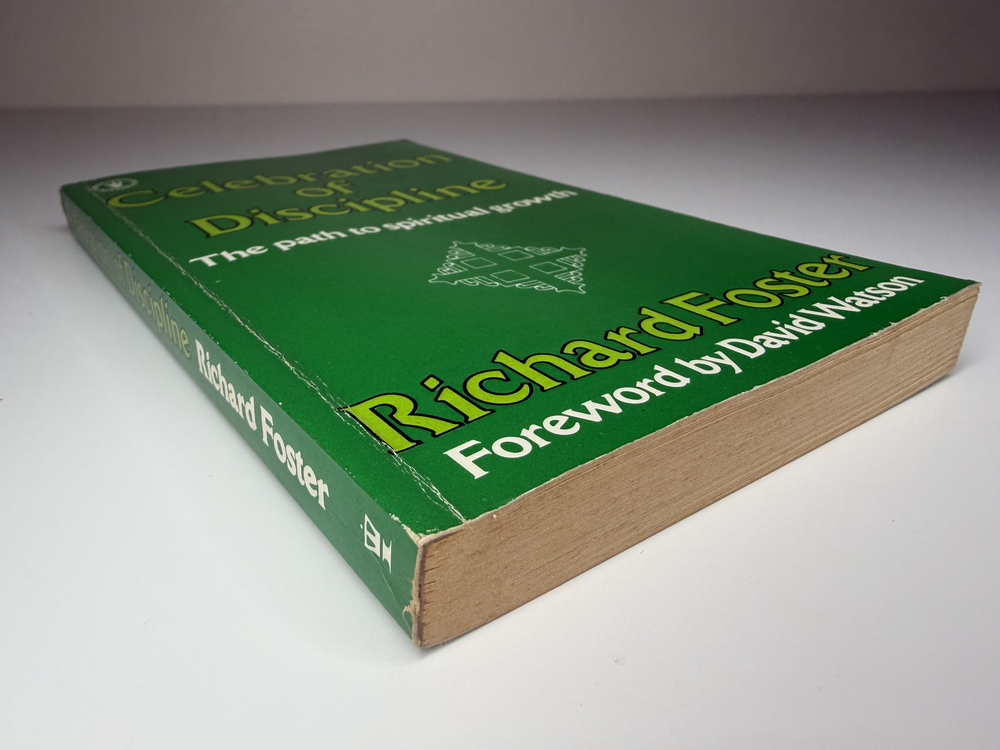 Celebration
of
Discipline
The path to spiritual growth
Richard Foster
Foreword by David Watson
Celebration of Discipline Richard Foster